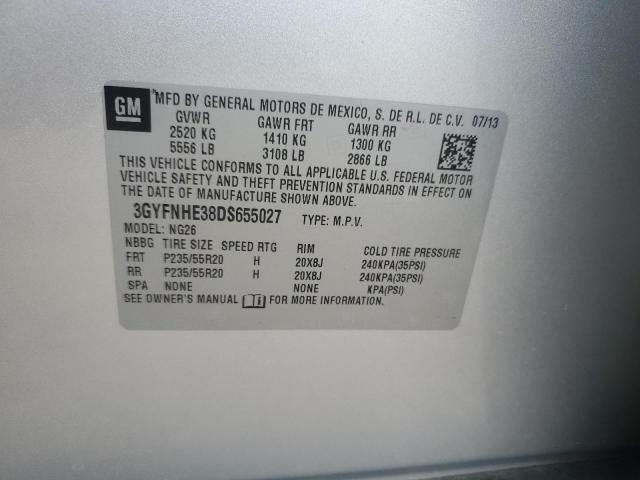 GM
MFD BY GENERAL MOTORS DE MEXICO, S. DE R.L. DE C.V. 07/13
GVWR GAWR FRT GAWR RR
2520 KG 1410 KG 1300 KG
5556 LB 3108 LB 2866 LB
THIS VEHICLE CONFORMS TO ALL APPLICABLE U.S. FEDERAL MOTOR
VEHICLE SAFETY AND THEFT PREVENTION STANDARDS IN EFFECT ON
THE DATE OF MANUFACTURE SHOWN ABOVE.
3GYFNHE38DS655027 TYPE: M.P.V.
MODEL: NG26
NBBG TIRE SIZE SPEED RTG RIM COLD TIRE PRESSURE
FRT P235/55R20 H 20X8J 240KPA(35PSI)
RR P235/55R20 H 20X8J 240KPA(35PSI)
SPA NONE NONE KPA(PSI)
SEE OWNER'S MANUAL FOR MORE INFORMATION.